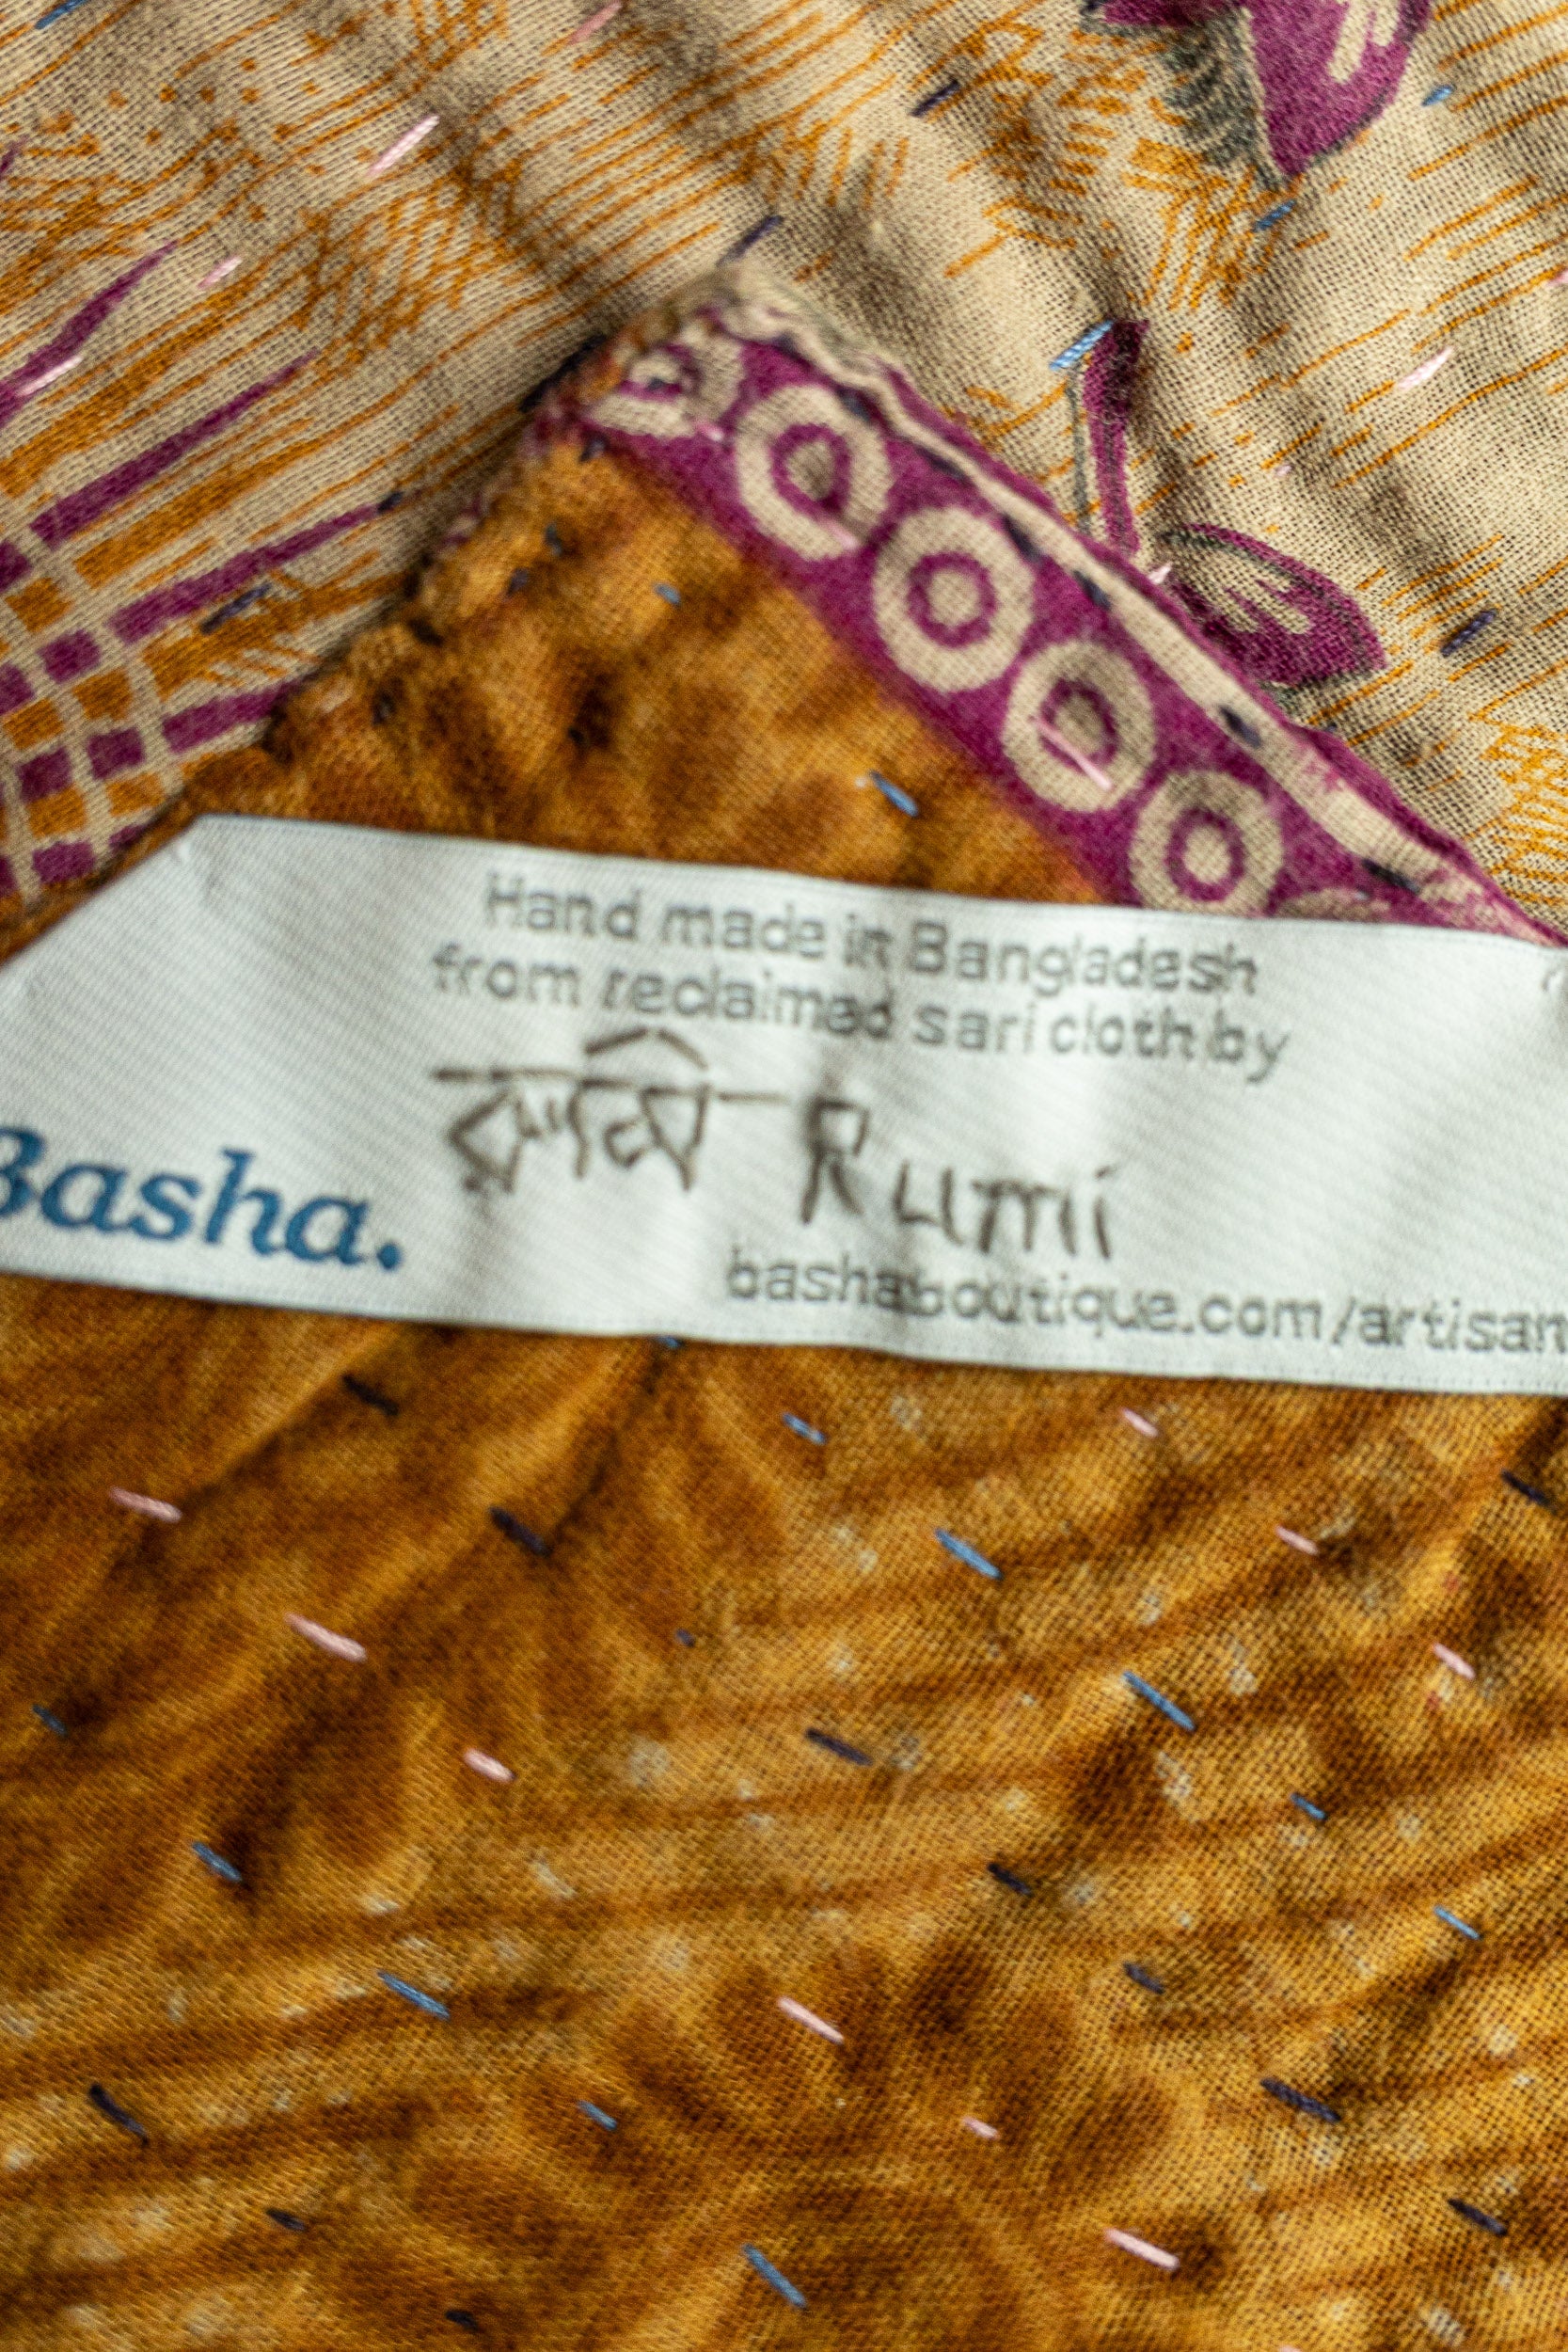 Hand made in Bangladesh
from reclaimed sari cloth by
রুমি Rumi
Basha.
bashaboutique.com/artisan